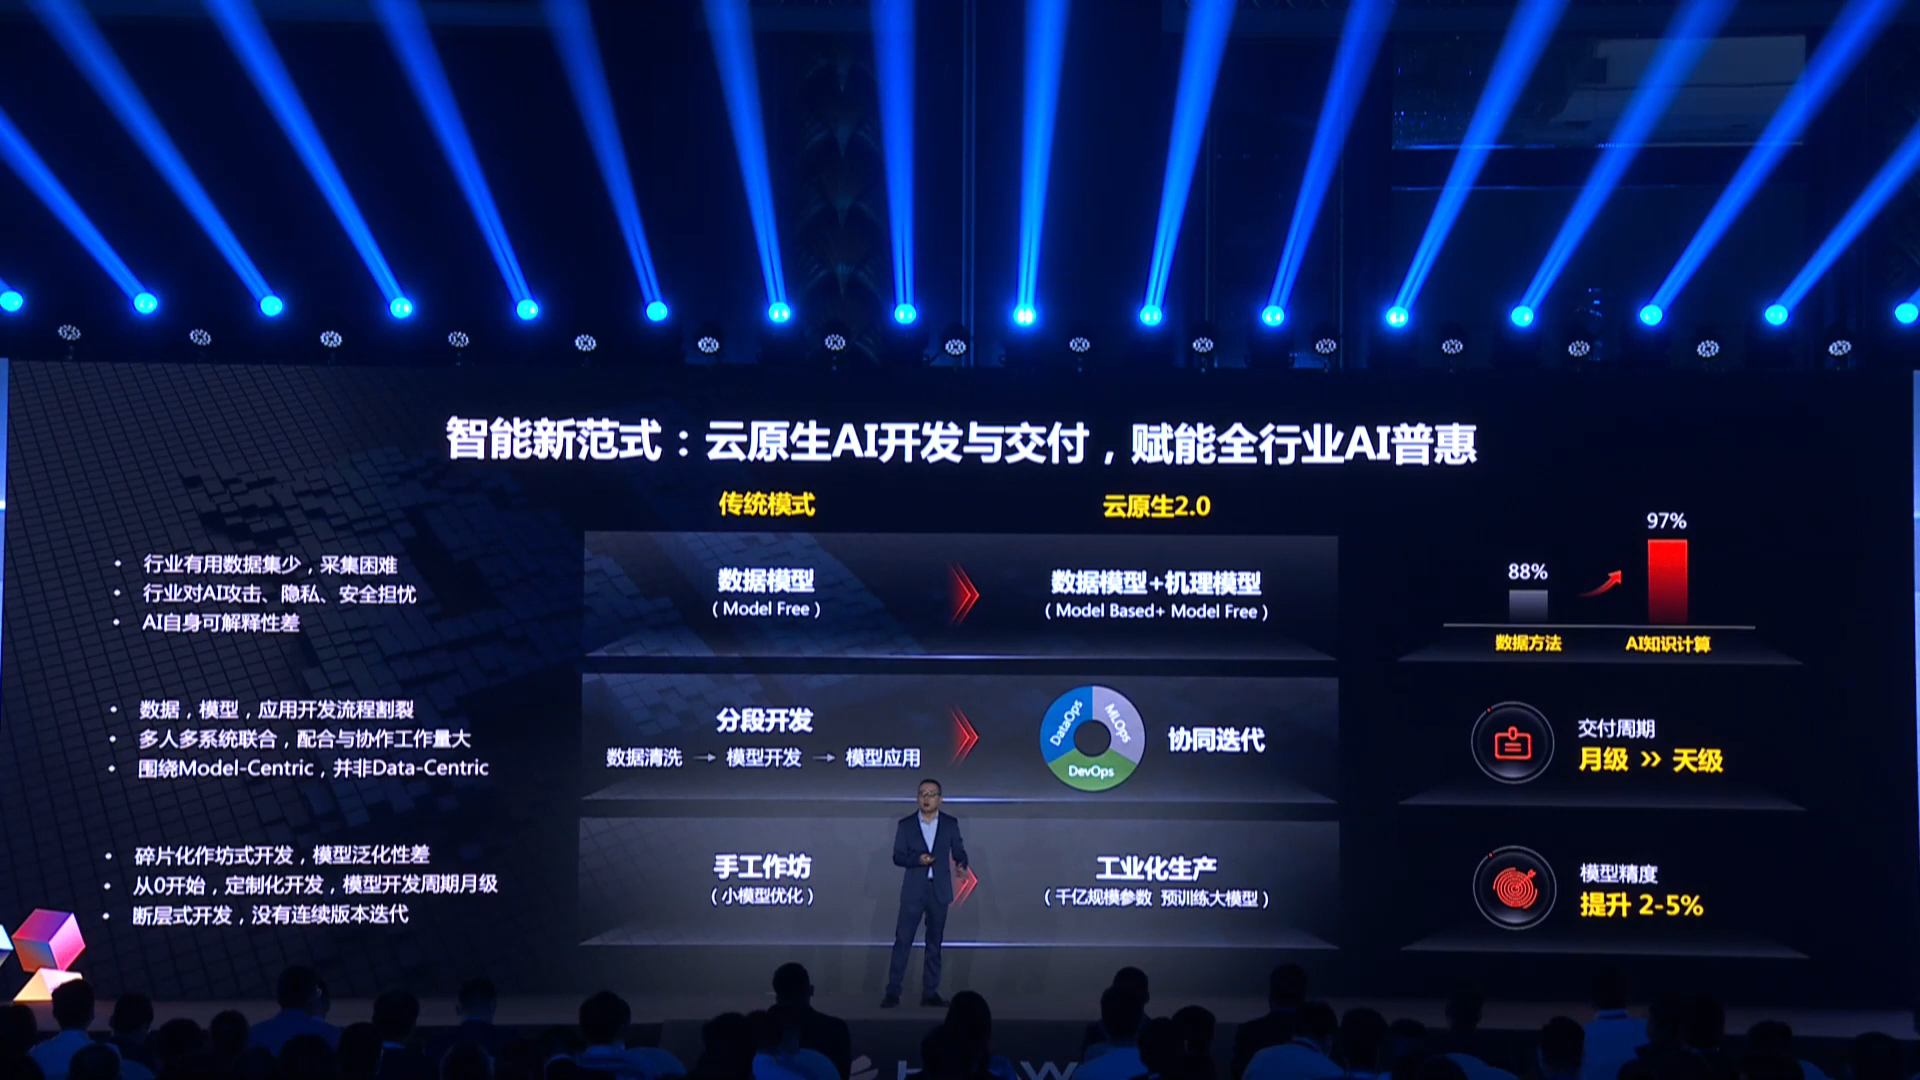 智能新范式：云原生AI开发与交付，赋能全行业AI普惠
传统模式
云原生2.0
• 行业有用数据集少，采集困难
• 行业对AI攻击、隐私、安全担忧
• AI自身可解释性差
数据模型
（Model Free）
数据模型+机理模型
（Model Based+ Model Free）
88%
97%
数据方法
AI知识计算
• 数据，模型，应用开发流程割裂
• 多人多系统联合，配合与协作工作量大
• 围绕Model-Centric，并非Data-Centric
分段开发
数据清洗 → 模型开发 → 模型应用
DataOps
MLOps
DevOps
协同迭代
交付周期
月级 » 天级
• 碎片化作坊式开发，模型泛化性差
• 从0开始，定制化开发，模型开发周期月级
• 断层式开发，没有连续版本迭代
手工作坊
（小模型优化）
工业化生产
（千亿规模参数 预训练大模型）
模型精度
提升 2-5%